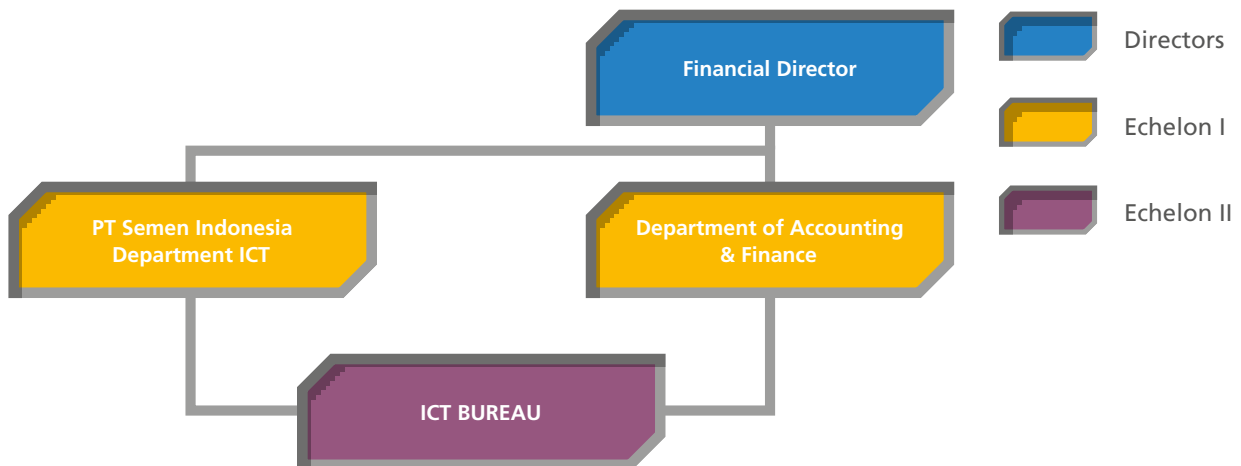 Financial Director
Directors
Echelon I
Echelon II
PT Semen Indonesia
Department ICT
Department of Accounting
& Finance
ICT BUREAU